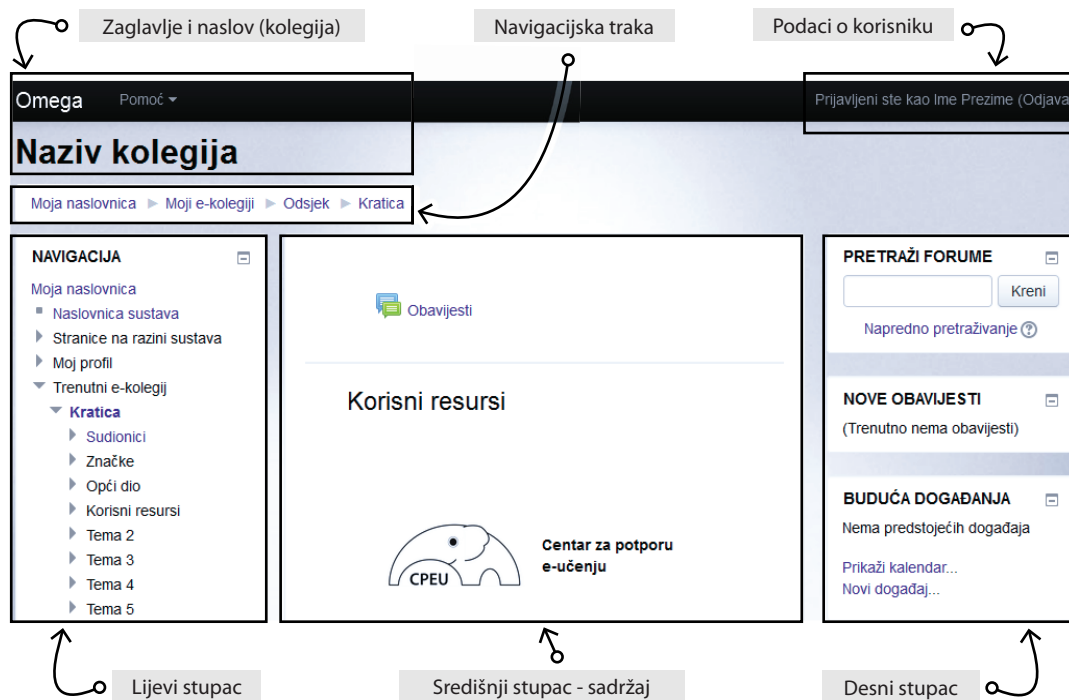 Zaglavlje i naslov (kolegija)
Navigacijska traka
Podaci o korisniku
Omega
Pomoć
Prijavljeni ste kao Ime Prezime (Odjava
Naziv kolegija
Moja naslovnica ► Moji e-kolegiji ► Odsjek ► Kratica
NAVIGACIJA
Moja naslovnica
Naslovnica sustava
Stranice na razini sustava
Moj profil
Trenutni e-kolegij
Kratica
Sudionici
Značke
Opći dio
Korisni resursi
Tema 2
Tema 3
Tema 4
Tema 5
Obavijesti
Korisni resursi
CPEU
Centar za potporu
e-učenju
PRETRAŽI FORUME
Kreni
Napredno pretraživanje
NOVE OBAVIJESTI
(Trenutno nema obavijesti)
BUDUĆA DOGAĐANJA
Nema predstojećih događaja
Prikaži kalendar...
Novi događaj...
Lijevi stupac
Središnji stupac - sadržaj
Desni stupac